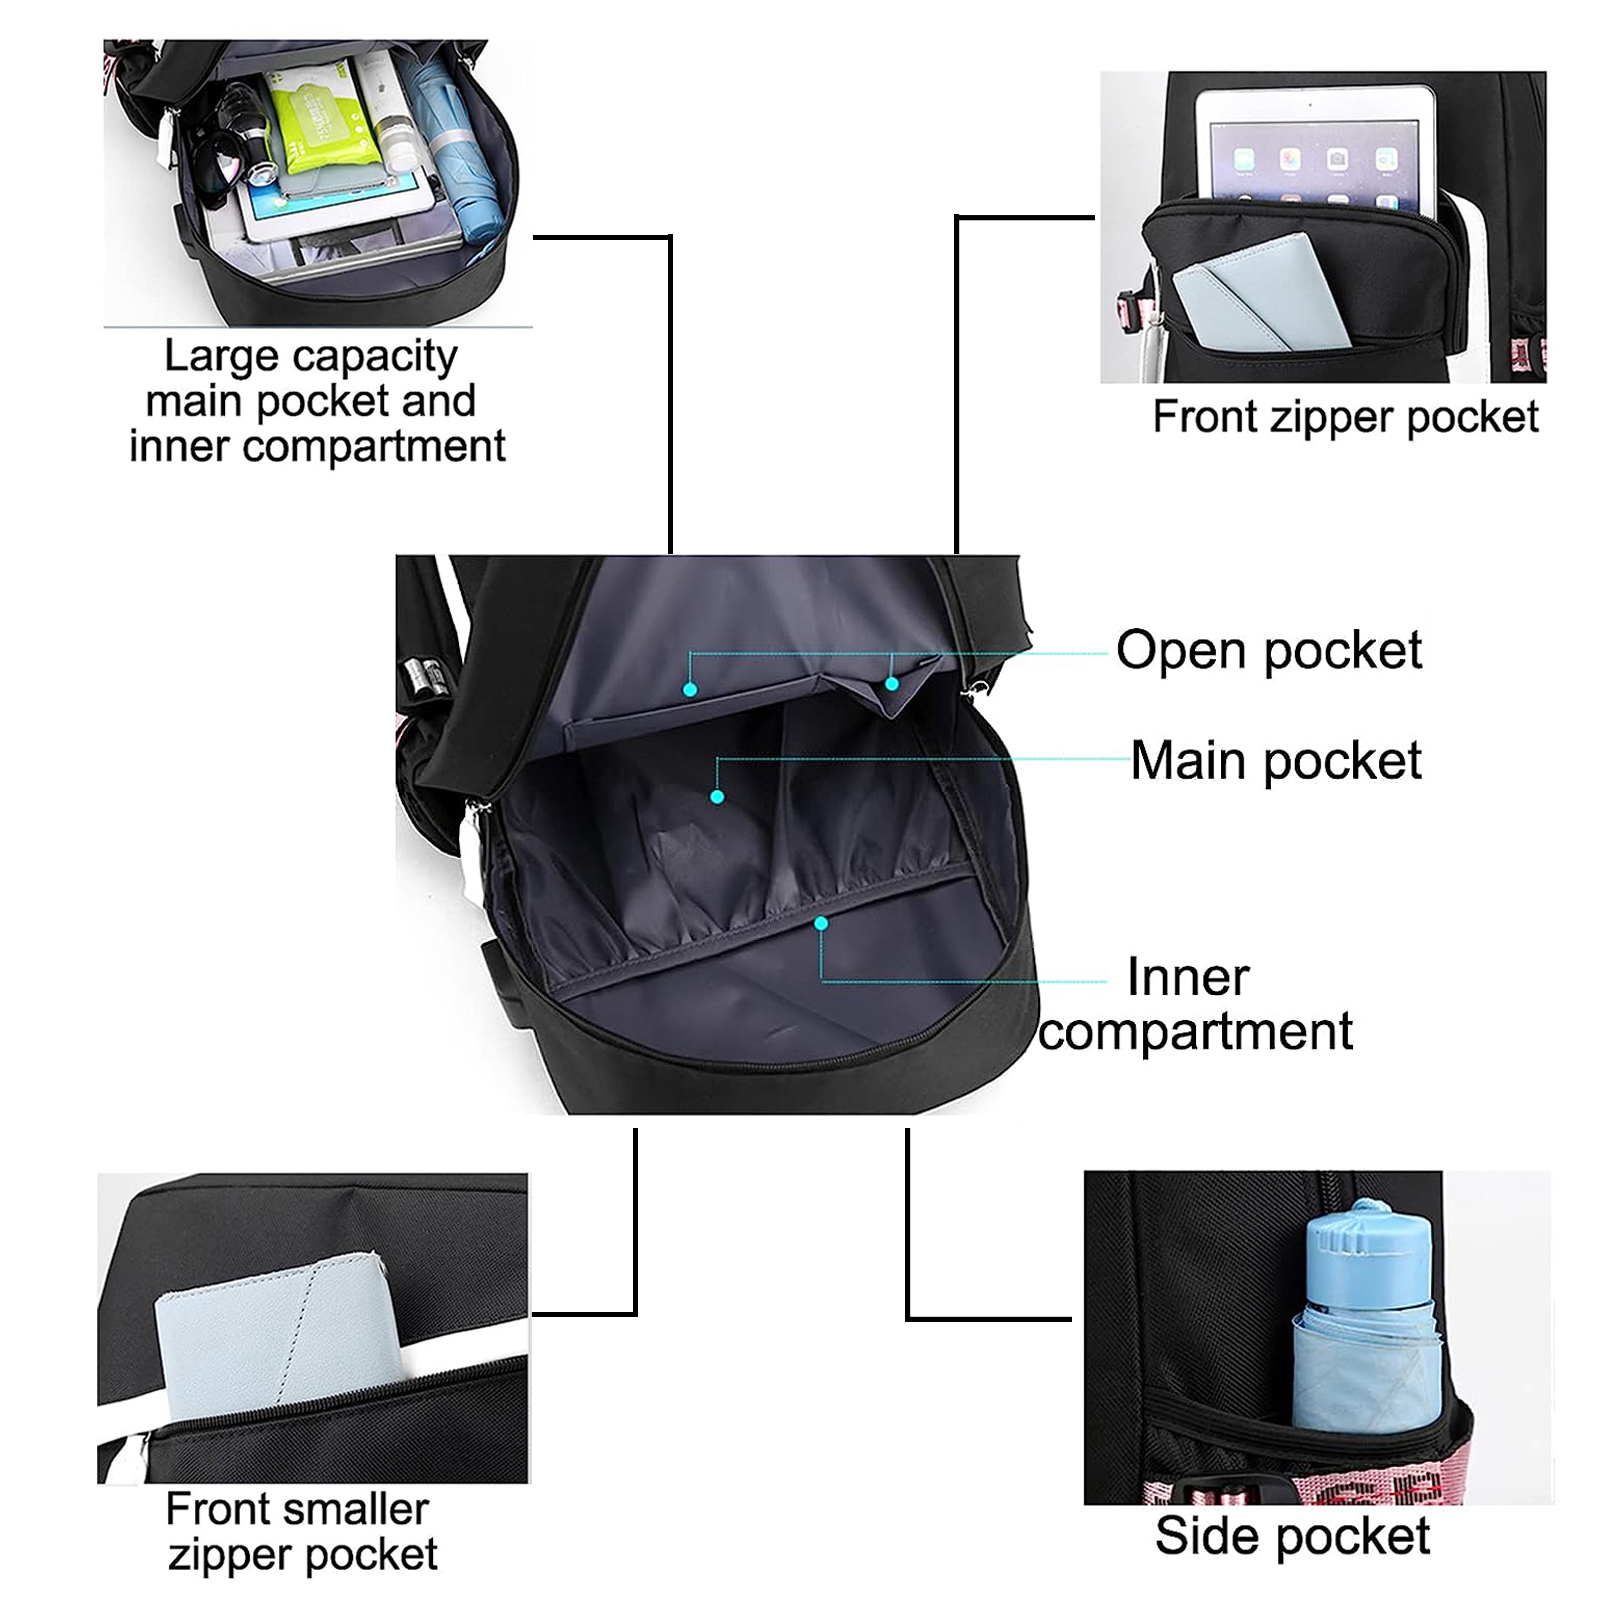 Large capacity
main pocket and
inner compartment
Front zipper pocket
Open pocket
Main pocket
Inner
compartment
Front smaller
zipper pocket
Side pocket